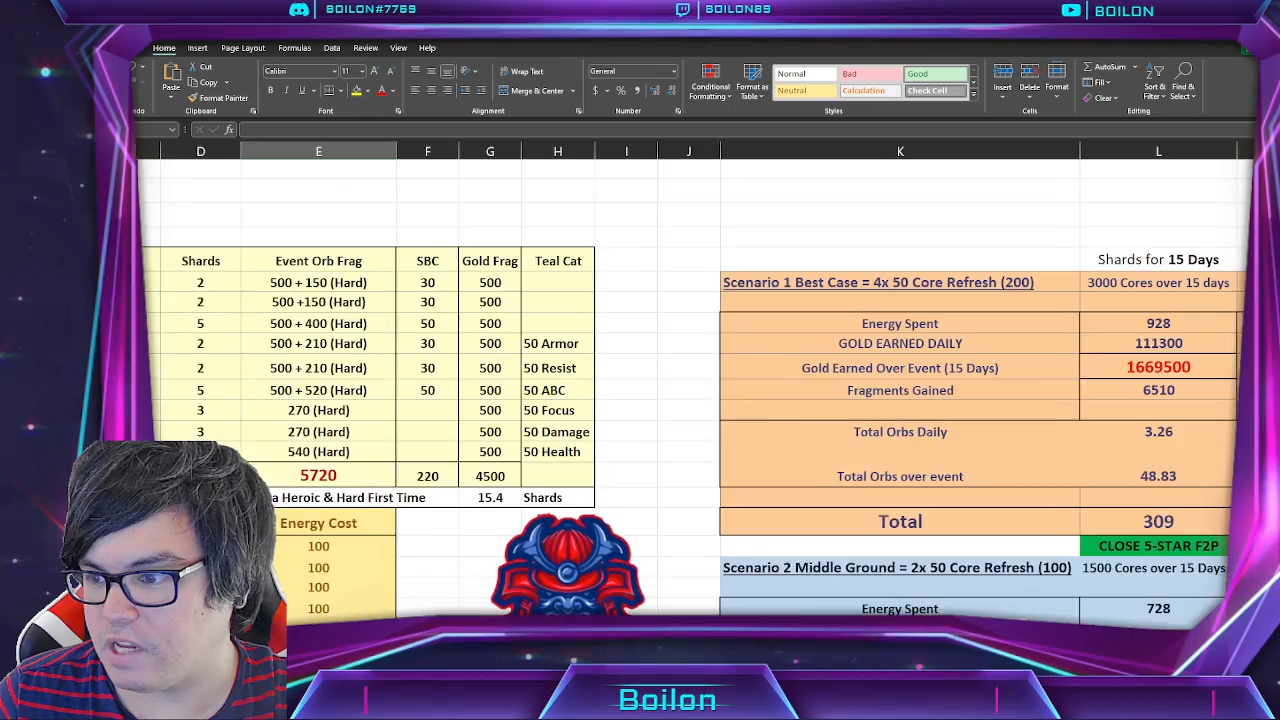 BOILON#7769
BOILON89
BOILON
Home Insert Page Layout Formulas Data Review View Help
Cut
Copy
Format Painter
Paste
Calibri 11
B I U
Font
Wrap Text
Merge & Center
Alignment
General
$ % ,
Number
Conditional Formatting
Format as Table
Normal Bad Good
Neutral Calculation Check Cell
Styles
Insert Delete Format
Cells
AutoSum
Fill
Clear
Sort & Filter
Find & Select
Editing
fx
D E F G H I J K L
Shards Event Orb Frag SBC Gold Frag Teal Cat
2 500 + 150 (Hard) 30 500
2 500 +150 (Hard) 30 500
5 500 + 400 (Hard) 50 500
2 500 + 210 (Hard) 30 500 50 Armor
2 500 + 210 (Hard) 30 500 50 Resist
5 500 + 520 (Hard) 50 500 50 ABC
3 270 (Hard) 500 50 Focus
3 270 (Hard) 500 50 Damage
540 (Hard) 500 50 Health
5720 220 4500
a Heroic & Hard First Time 15.4 Shards
Energy Cost
100
100
100
100
Shards for 15 Days
Scenario 1 Best Case = 4x 50 Core Refresh (200) 3000 Cores over 15 days
Energy Spent 928
GOLD EARNED DAILY 111300
Gold Earned Over Event (15 Days) 1669500
Fragments Gained 6510
Total Orbs Daily 3.26
Total Orbs over event 48.83
Total 309
CLOSE 5-STAR F2P
Scenario 2 Middle Ground = 2x 50 Core Refresh (100) 1500 Cores over 15 Days
Energy Spent 728
Boilon